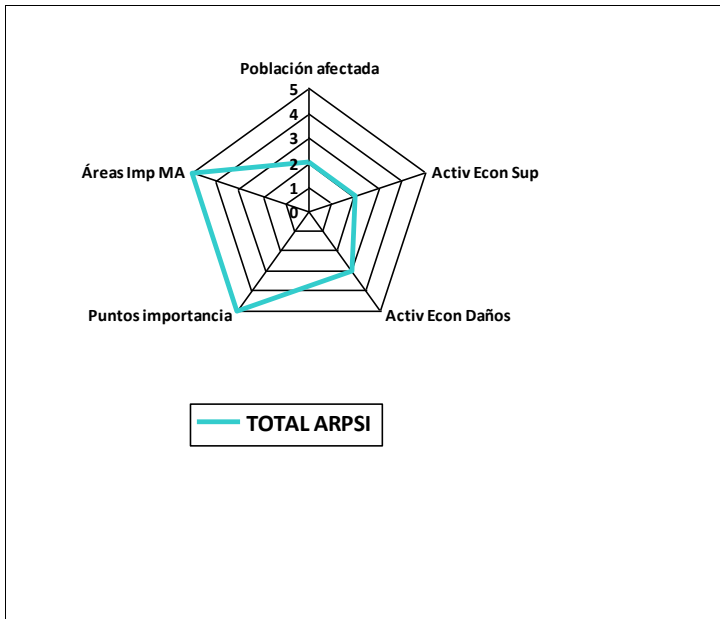 Población afectada
5
4
3
2
1
0
Áreas Imp MA
Activ Econ Sup
Puntos importancia
Activ Econ Daños
TOTAL ARPSI